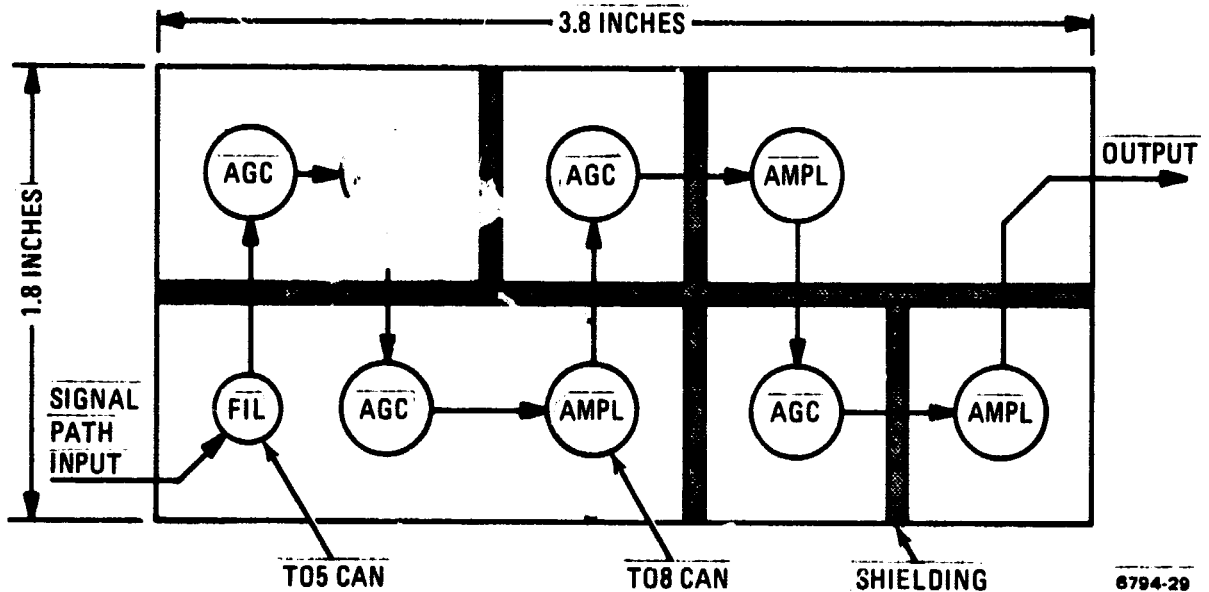 3.8 INCHES
1.8 INCHES
AGC
AGC
AMPL
OUTPUT
SIGNAL
PATH
INPUT
FIL
AGC
AMPL
AGC
AMPL
TO5 CAN
TO8 CAN
SHIELDING
6794-29